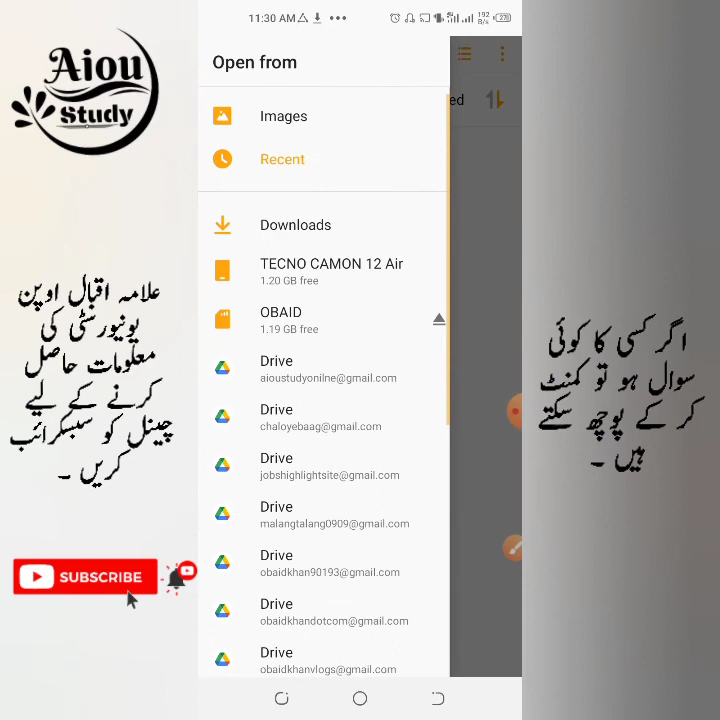 Aiou
Study
علامہ اقبال اوپن
یونیورسٹی کی
معلومات حاصل
کرنے کے لیے
چینل کو سبسکرائب
کریں ۔
SUBSCRIBE
11:30 AM
192
B/s
27
Open from
Images
Recent
Downloads
TECNO CAMON 12 Air
1.20 GB free
OBAID
1.19 GB free
Drive
aioustudyonilne@gmail.com
Drive
chaloyebaag@gmail.com
Drive
jobshighlightsite@gmail.com
Drive
malangtalang0909@gmail.com
Drive
obaidkhan90193@gmail.com
Drive
obaidkhandotcom@gmail.com
Drive
obaidkhanvlogs@gmail.com
ed
اگر کسی کا کوئی
سوال ہو تو کمنٹ
کر کے پوچھ سکتے
ہیں ۔